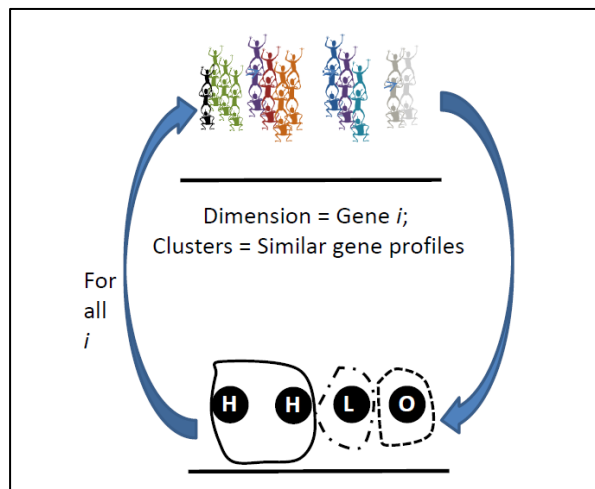 Dimension = Gene i;
Clusters = Similar gene profiles
For
all
i
H H L O